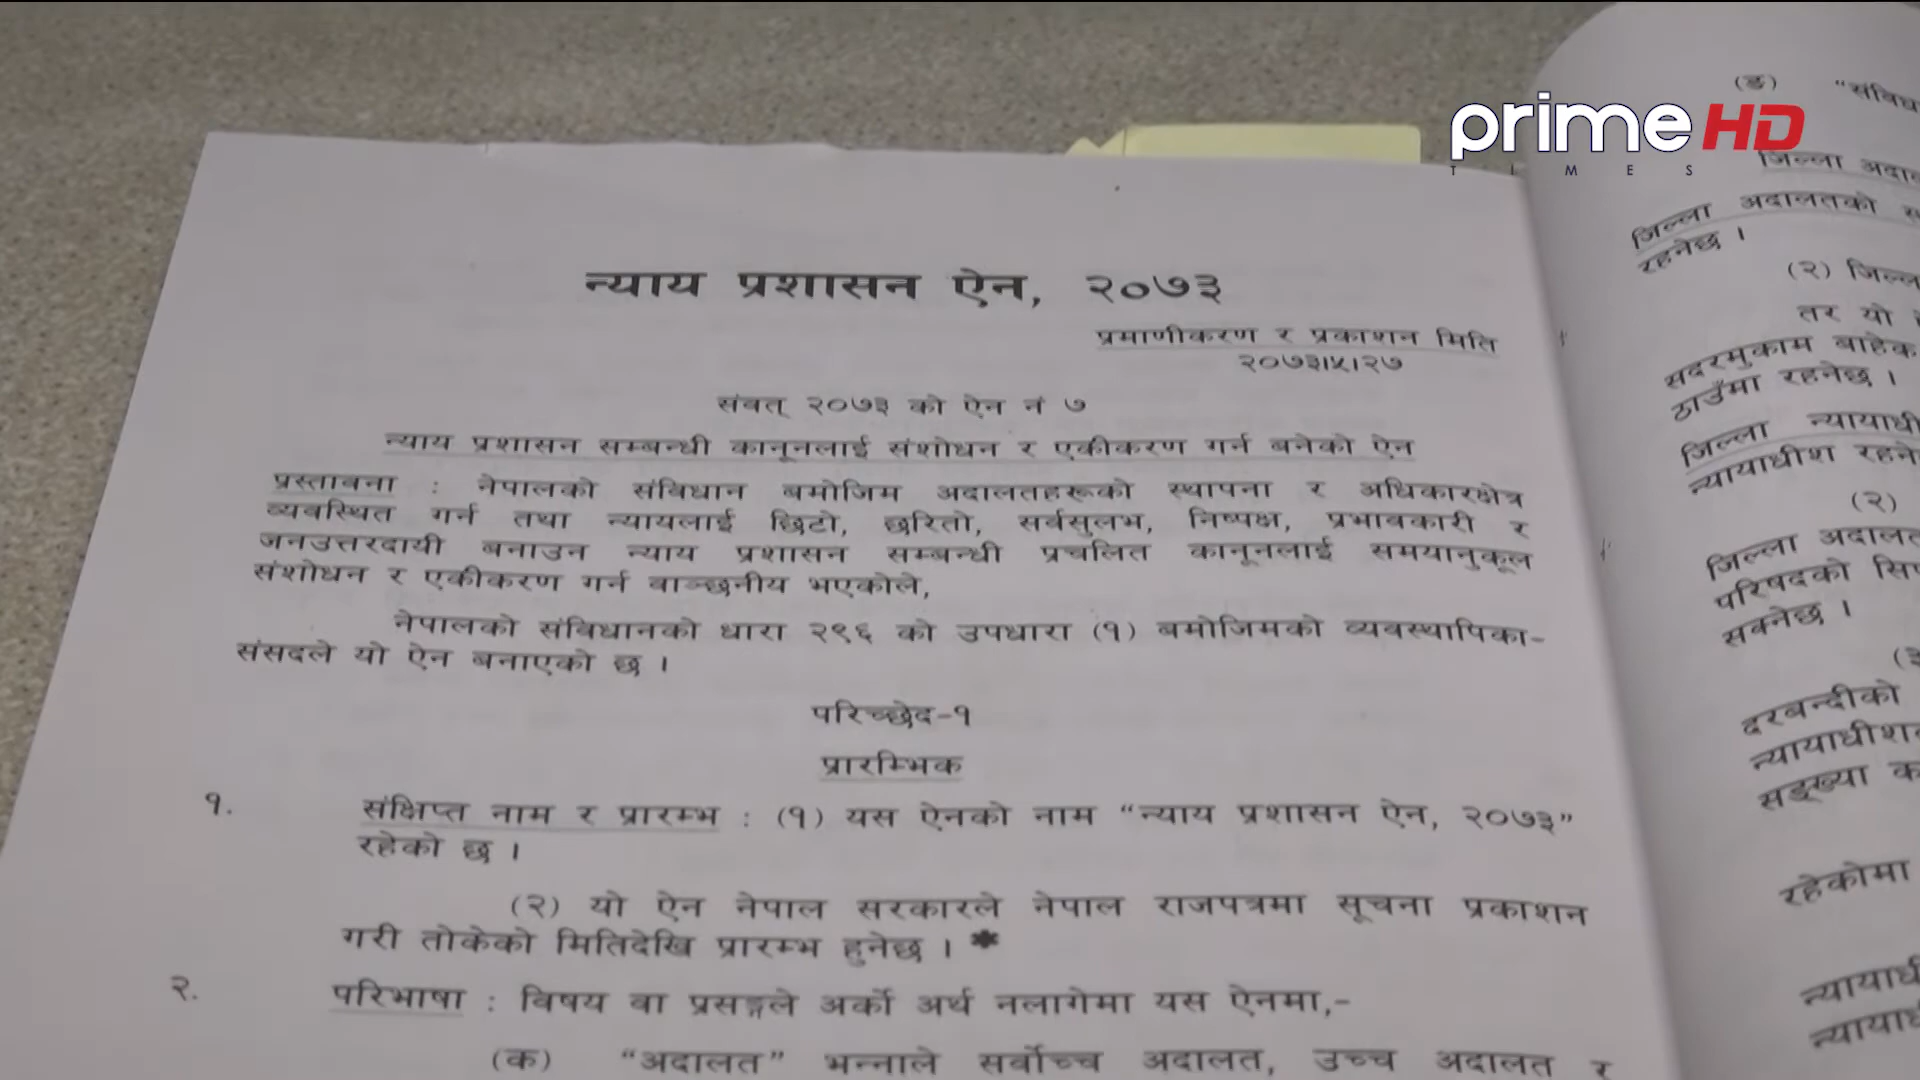 न्याय प्रशासन ऐन, २०७३
प्रमाणीकरण र प्रकाशन मिति
२०७३।५।२७
संवत् २०७३ को ऐन नं ७
न्याय प्रशासन सम्बन्धी कानूनलाई संशोधन र एकीकरण गर्न बनेको ऐन
प्रस्तावना : नेपालको संविधान बमोजिम अदालतहरूको स्थापना र अधिकारक्षेत्र
व्यवस्थित गर्न तथा न्यायलाई छिटो, छरितो, सर्वसुलभ, निष्पक्ष, प्रभावकारी र
जनउत्तरदायी बनाउन न्याय प्रशासन सम्बन्धी प्रचलित कानूनलाई समयानुकूल
संशोधन र एकीकरण गर्न वाञ्छनीय भएकोले,
नेपालको संविधानको धारा २९६ को उपधारा (१) बमोजिमको व्यवस्थापिका-
संसदले यो ऐन बनाएको छ ।
परिच्छेद-१
प्रारम्भिक
१. संक्षिप्त नाम र प्रारम्भ : (१) यस ऐनको नाम “न्याय प्रशासन ऐन, २०७३”
रहेको छ ।
(२) यो ऐन नेपाल सरकारले नेपाल राजपत्रमा सूचना प्रकाशन
गरी तोकेको मितिदेखि प्रारम्भ हुनेछ । *
२. परिभाषा : विषय वा प्रसङ्गले अर्को अर्थ नलागेमा यस ऐनमा,-
(क) “अदालत” भन्नाले सर्वोच्च अदालत, उच्च अदालत र
prime HD
TIMES
(ङ)
जिल्ला
जिल्ला अदालतको
रहनेछ ।
(२)
तर यो
सदरमुकाम बाहेक
ठाउँमा रहनेछ ।
जिल्ला
न्यायाधीश
(२)
जिल्ला
परिषदको
सक्नेछ ।
दरबन्दीको
सङ्ख्या
रहेकोमा